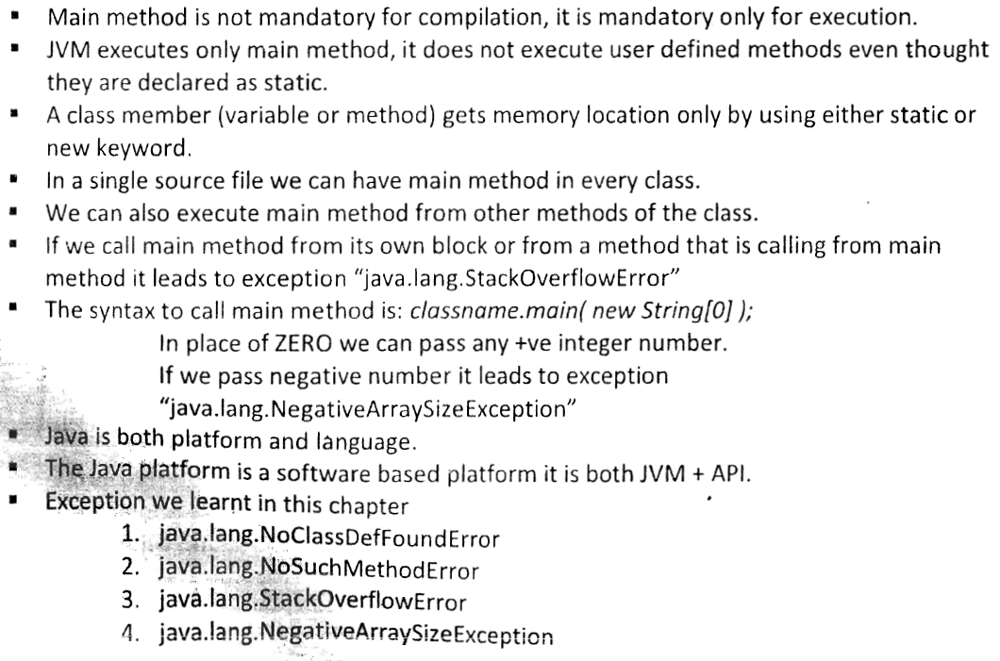 ▪ Main method is not mandatory for compilation, it is mandatory only for execution.
▪ JVM executes only main method, it does not execute user defined methods even thought
they are declared as static.
▪ A class member (variable or method) gets memory location only by using either static or
new keyword.
▪ In a single source file we can have main method in every class.
▪ We can also execute main method from other methods of the class.
▪ If we call main method from its own block or from a method that is calling from main
method it leads to exception “java.lang.StackOverflowError”
▪ The syntax to call main method is: classname.main( new String[0] );
In place of ZERO we can pass any +ve integer number.
If we pass negative number it leads to exception
“java.lang.NegativeArraySizeException”
▪ Java is both platform and language.
▪ The Java platform is a software based platform it is both JVM + API.
▪ Exception we learnt in this chapter
1. java.lang.NoClassDefFoundError
2. java.lang.NoSuchMethodError
3. java.lang.StackOverflowError
4. java.lang.NegativeArraySizeException